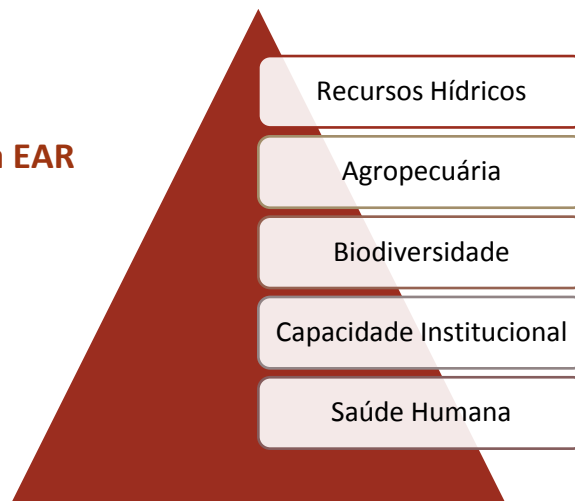 EAR
Recursos Hídricos
Agropecuária
Biodiversidade
Capacidade Institucional
Saúde Humana